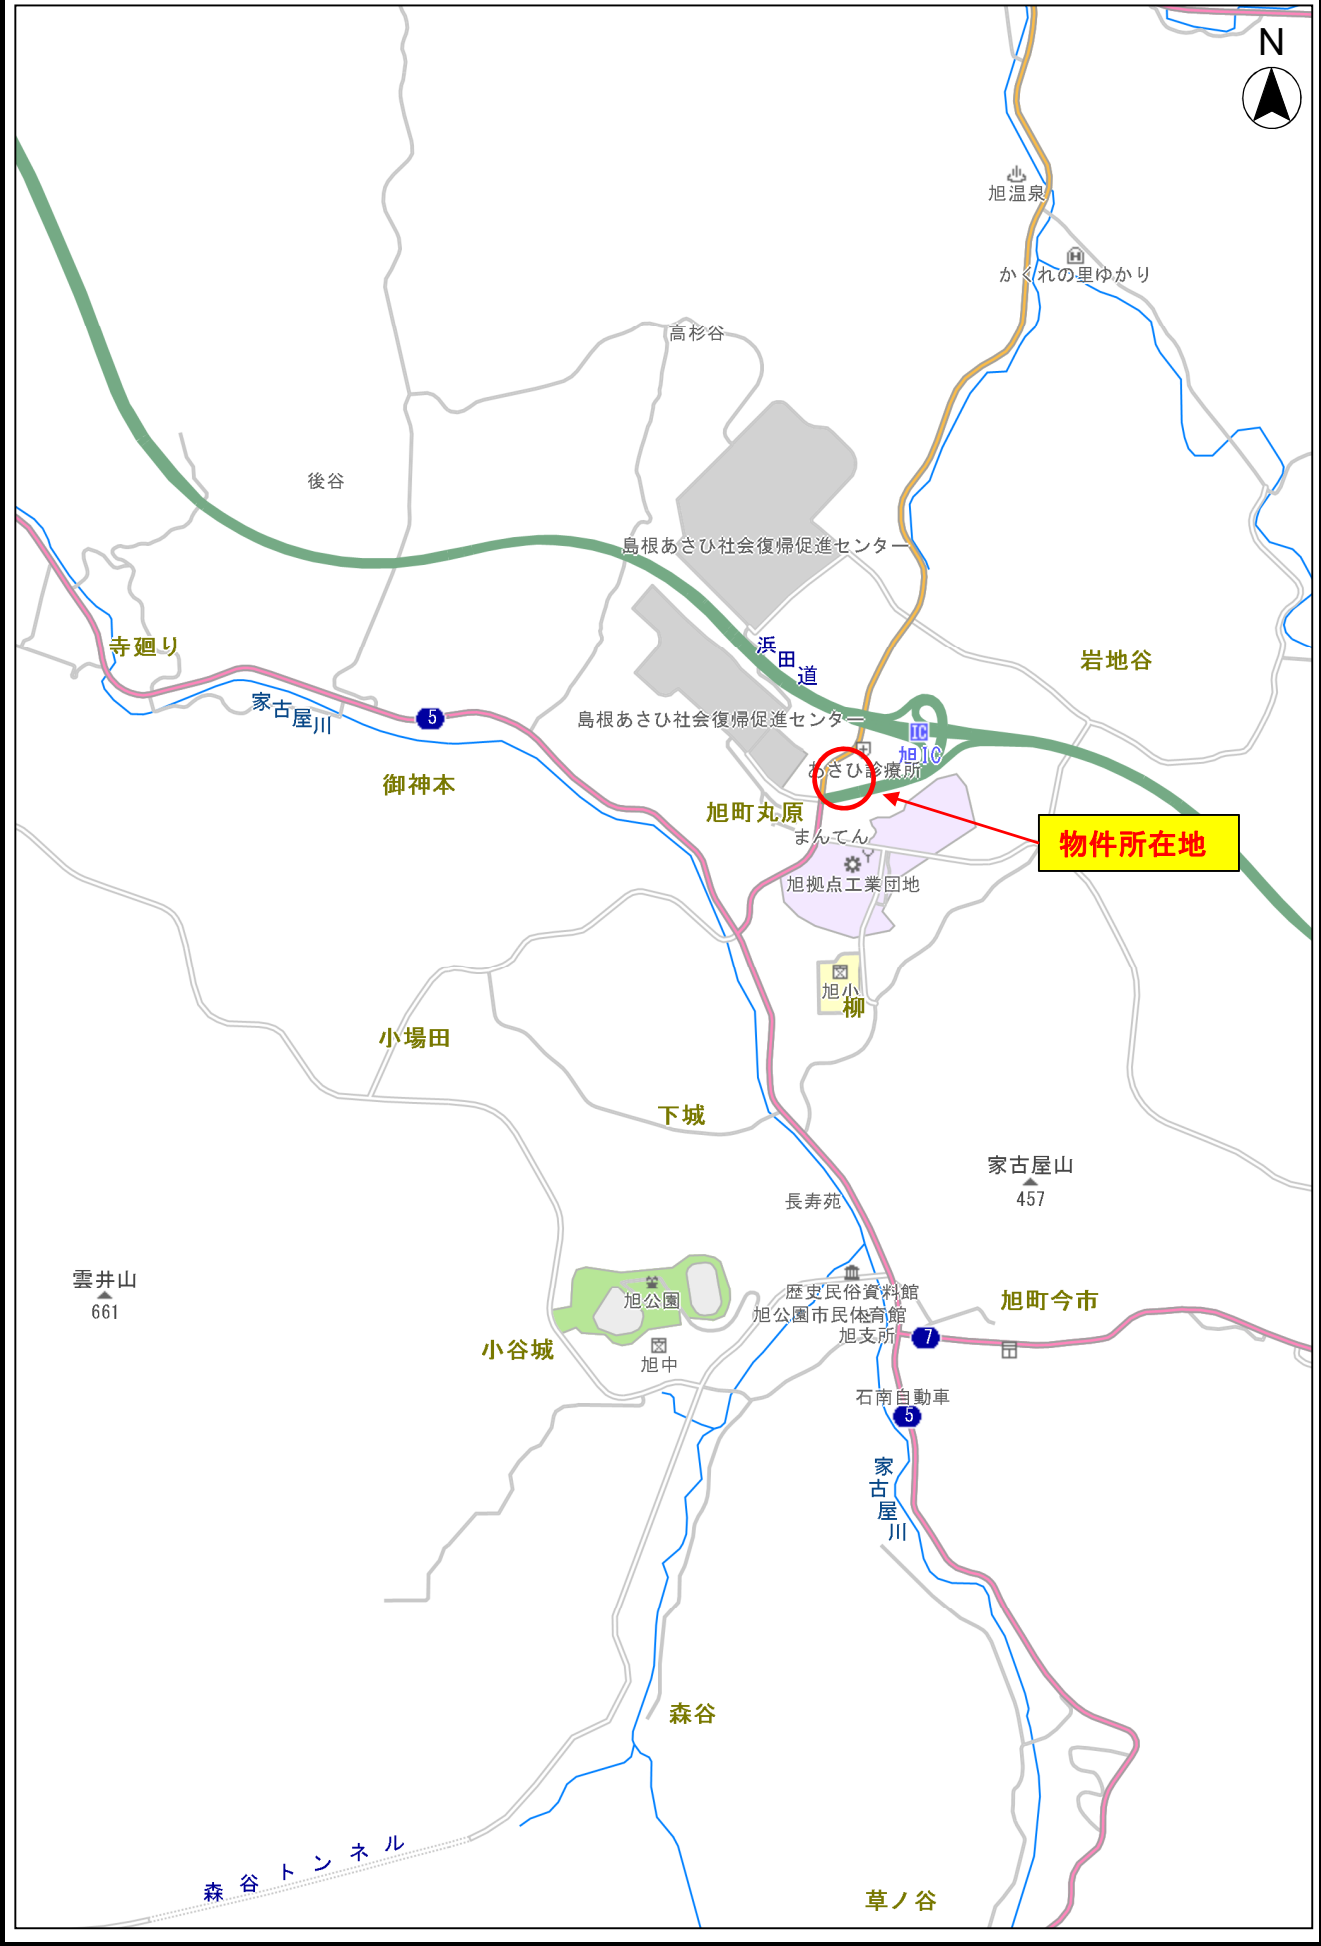 N
旭温泉
かくれの里ゆかり
高杉谷
後谷
島根あさひ社会復帰促進センター
寺廻り
浜田道
岩地谷
家古屋川
5
島根あさひ社会復帰促進センター
IC
旭IC
あさひ診療所
御神本
旭町丸原
まんてん
物件所在地
旭拠点工業団地
旭小
柳
小場田
下城
家古屋山
457
長寿苑
雲井山
661
旭公園
歴史民俗資料館
旭町今市
旭公園市民体育館
旭支所
7
小谷城
旭中
石南自動車
5
家古屋川
森谷
森谷トンネル
草ノ谷